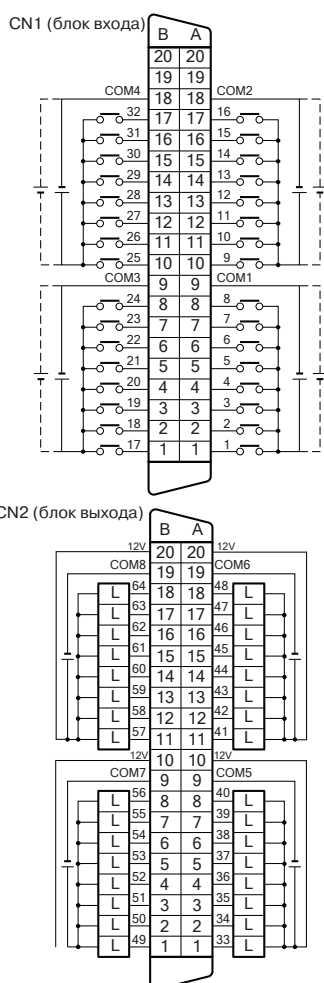 CN1 (блок входа)
B A
20 20
19 19
COM4 18 18 COM2
32 17 17 16
31 16 16 15
30 15 15 14
29 14 14 13
28 13 13 12
27 12 12 11
26 11 11 10
25 10 10 9
COM3 9 9 COM1
24 8 8 8
23 7 7 7
22 6 6 6
21 5 5 5
20 4 4 4
19 3 3 3
18 2 2 2
17 1 1 1
CN2 (блок выхода)
B A
12V 20 20 12V
COM8 19 19 COM6
L 64 18 18 48 L
L 63 17 17 47 L
L 62 16 16 46 L
L 61 15 15 45 L
L 60 14 14 44 L
L 59 13 13 43 L
L 58 12 12 42 L
L 57 11 11 41 L
12V 10 10 12V
COM7 9 9 COM5
L 56 8 8 40 L
L 55 7 7 39 L
L 54 6 6 38 L
L 53 5 5 37 L
L 52 4 4 36 L
L 51 3 3 35 L
L 50 2 2 34 L
L 49 1 1 33 L